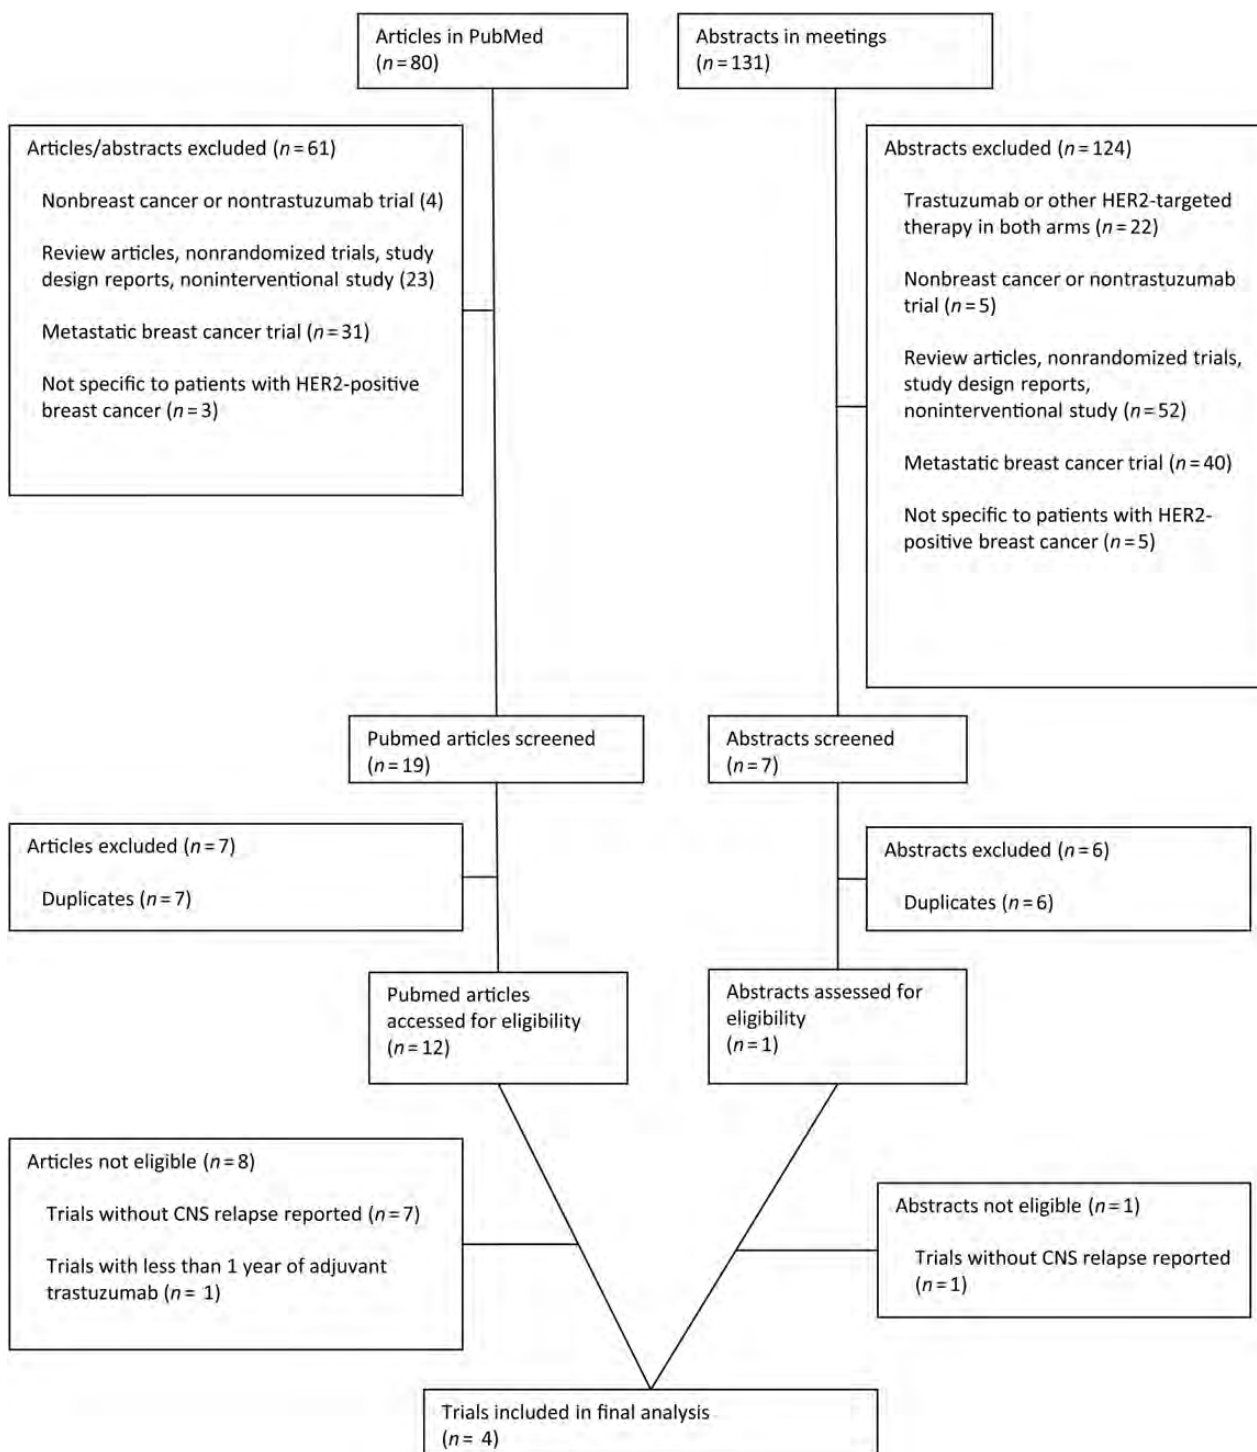 Articles in PubMed
(n = 80)
Abstracts in meetings
(n = 131)
Articles/abstracts excluded (n = 61)
Nonbreast cancer or nontrastuzumab trial (4)
Review articles, nonrandomized trials, study
design reports, noninterventional study (23)
Metastatic breast cancer trial (n = 31)
Not specific to patients with HER2-positive
breast cancer (n = 3)
Abstracts excluded (n = 124)
Trastuzumab or other HER2-targeted
therapy in both arms (n = 22)
Nonbreast cancer or nontrastuzumab
trial (n = 5)
Review articles, nonrandomized trials,
study design reports,
noninterventional study (n = 52)
Metastatic breast cancer trial (n = 40)
Not specific to patients with HER2-
positive breast cancer (n = 5)
Pubmed articles screened
(n = 19)
Abstracts screened
(n = 7)
Articles excluded (n = 7)
Duplicates (n = 7)
Abstracts excluded (n = 6)
Duplicates (n = 6)
Pubmed articles
accessed for eligibility
(n = 12)
Abstracts assessed for
eligibility
(n = 1)
Articles not eligible (n = 8)
Trials without CNS relapse reported (n = 7)
Trials with less than 1 year of adjuvant
trastuzumab (n = 1)
Abstracts not eligible (n = 1)
Trials without CNS relapse reported
(n = 1)
Trials included in final analysis
(n = 4)